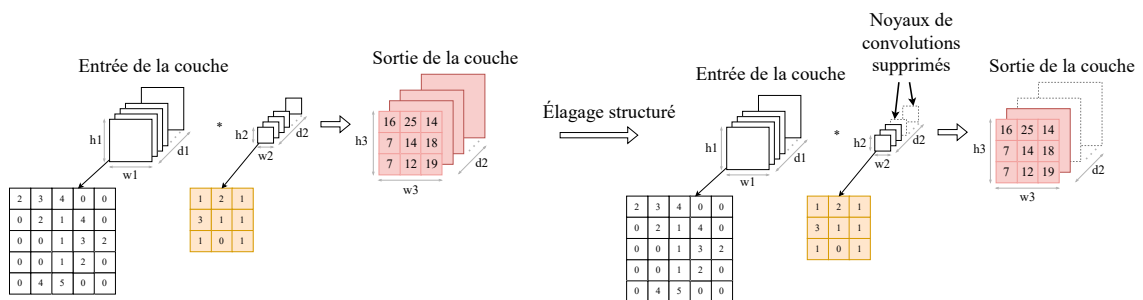 Entrée de la couche
h1
w1
d1
*
h2
w2
d2
Sortie de la couche
16 25 14
7 14 18
7 12 19
h3
w3
d2
2 3 4 0 0
0 2 1 4 0
0 0 1 3 2
0 0 1 2 0
0 4 5 0 0
1 2 1
3 1 1
1 0 1
Élagage structuré
Noyaux de
convolutions
supprimés
Entrée de la couche
h1
w1
d1
*
h2
w2
d2
Sortie de la couche
16 25 14
7 14 18
7 12 19
h3
w3
d2
2 3 4 0 0
0 2 1 4 0
0 0 1 3 2
0 0 1 2 0
0 4 5 0 0
1 2 1
3 1 1
1 0 1